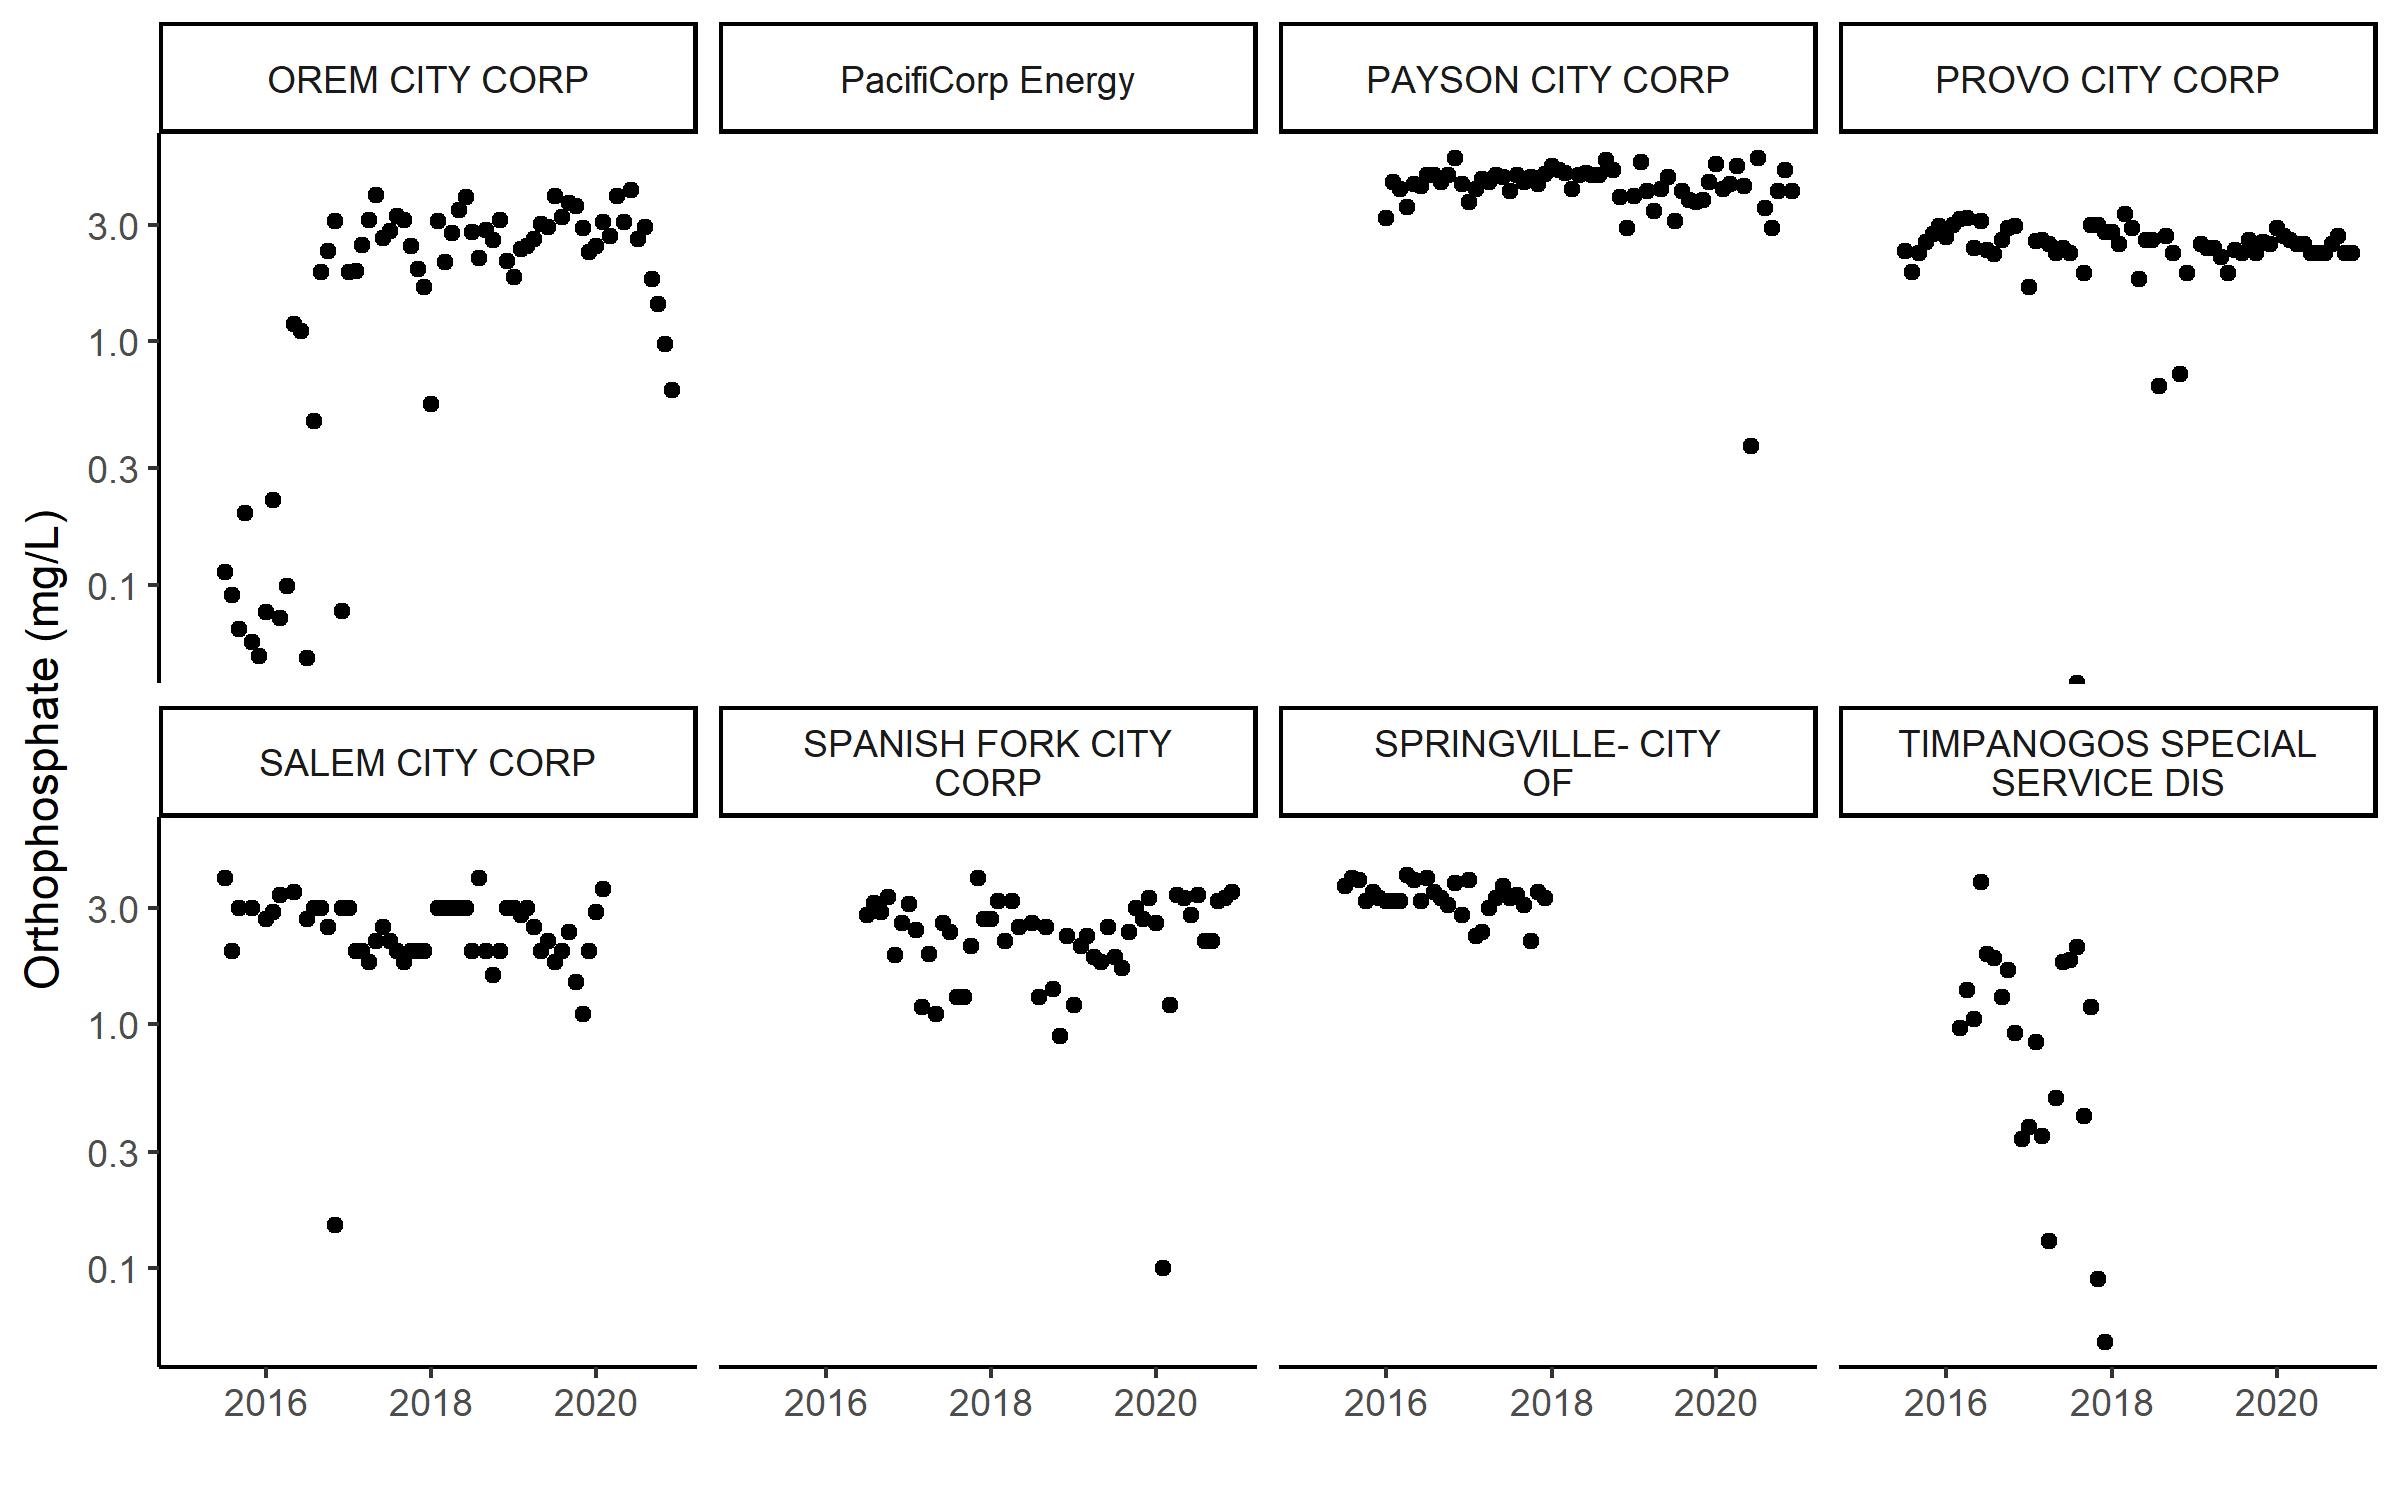 OREM CITY CORP
PacifiCorp Energy
PAYSON CITY CORP
PROVO CITY CORP
3.0
1.0
0.3
0.1
Orthophosphate (mg/L)
SALEM CITY CORP
SPANISH FORK CITY
CORP
SPRINGVILLE- CITY
OF
TIMPANOGOS SPECIAL
SERVICE DIS
3.0
1.0
0.3
0.1
2016 2018 2020
2016 2018 2020
2016 2018 2020
2016 2018 2020